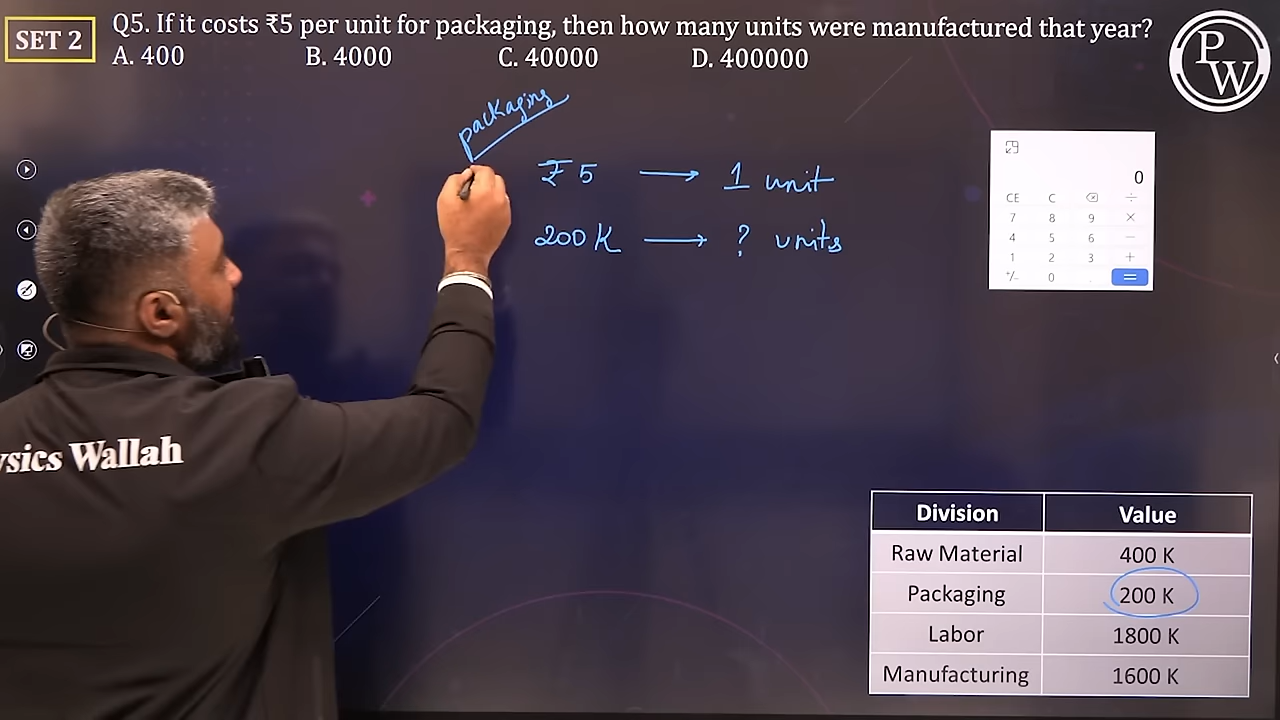 SET 2
Q5. If it costs ₹5 per unit for packaging, then how many units were manufactured that year?
A. 400 B. 4000 C. 40000 D. 400000
PW
packaging
₹ 5 → 1 unit
200 K → ? units
0
CE C ÷
7 8 9 ×
4 5 6 −
1 2 3 +
+/− 0 . =
ysics Wallah
Division Value
Raw Material 400 K
Packaging 200 K
Labor 1800 K
Manufacturing 1600 K